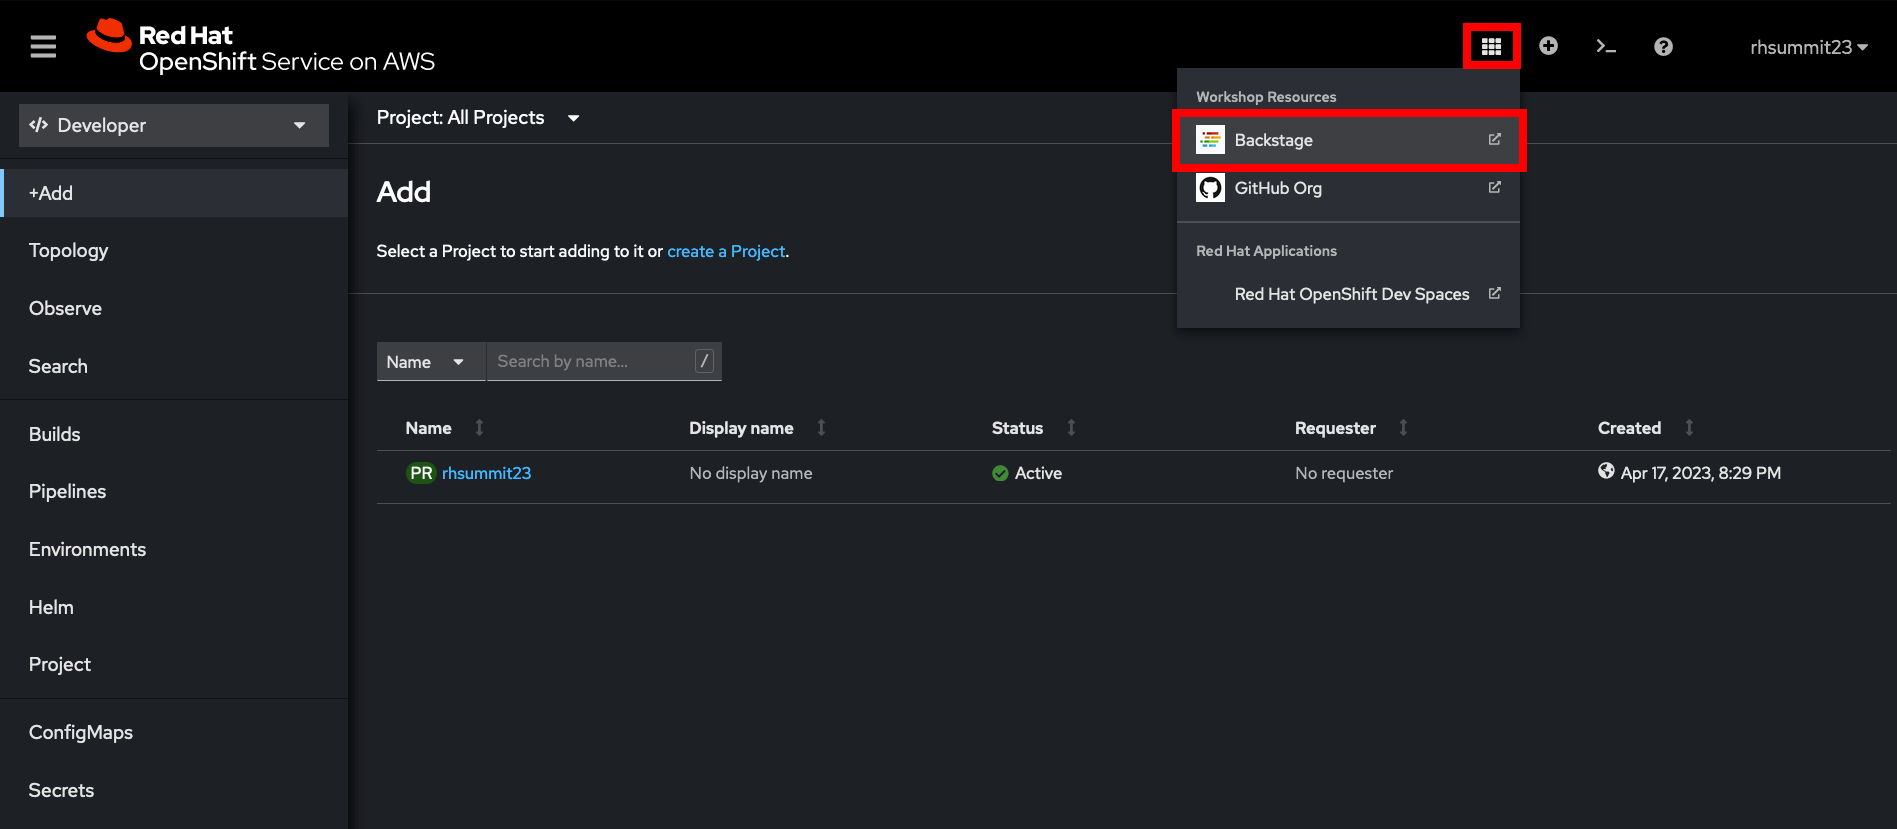 Red Hat
OpenShift Service on AWS
rhsummit23
Developer
Project: All Projects
Workshop Resources
Backstage
GitHub Org
Red Hat Applications
Red Hat OpenShift Dev Spaces
+Add
Topology
Observe
Search
Builds
Pipelines
Environments
Helm
Project
ConfigMaps
Secrets
Add
Select a Project to start adding to it or create a Project.
Name
Search by name...
/
Name Display name Status Requester Created
PR rhsummit23 No display name Active No requester Apr 17, 2023, 8:29 PM